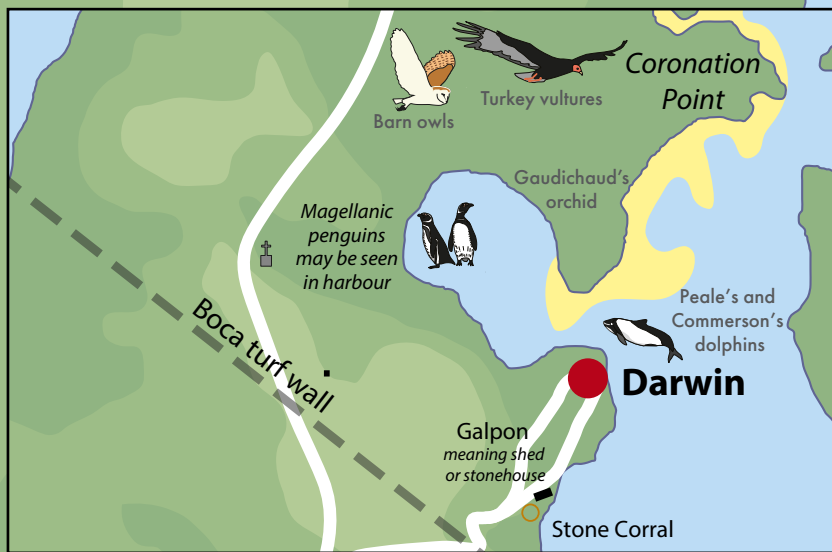 Barn owls
Turkey vultures
Coronation
Point
Gaudichaud's
orchid
Magellanic
penguins
may be seen
in harbour
Peale's and
Commerson's
dolphins
Boca turf wall
Darwin
Galpon
meaning shed
or stonehouse
Stone Corral